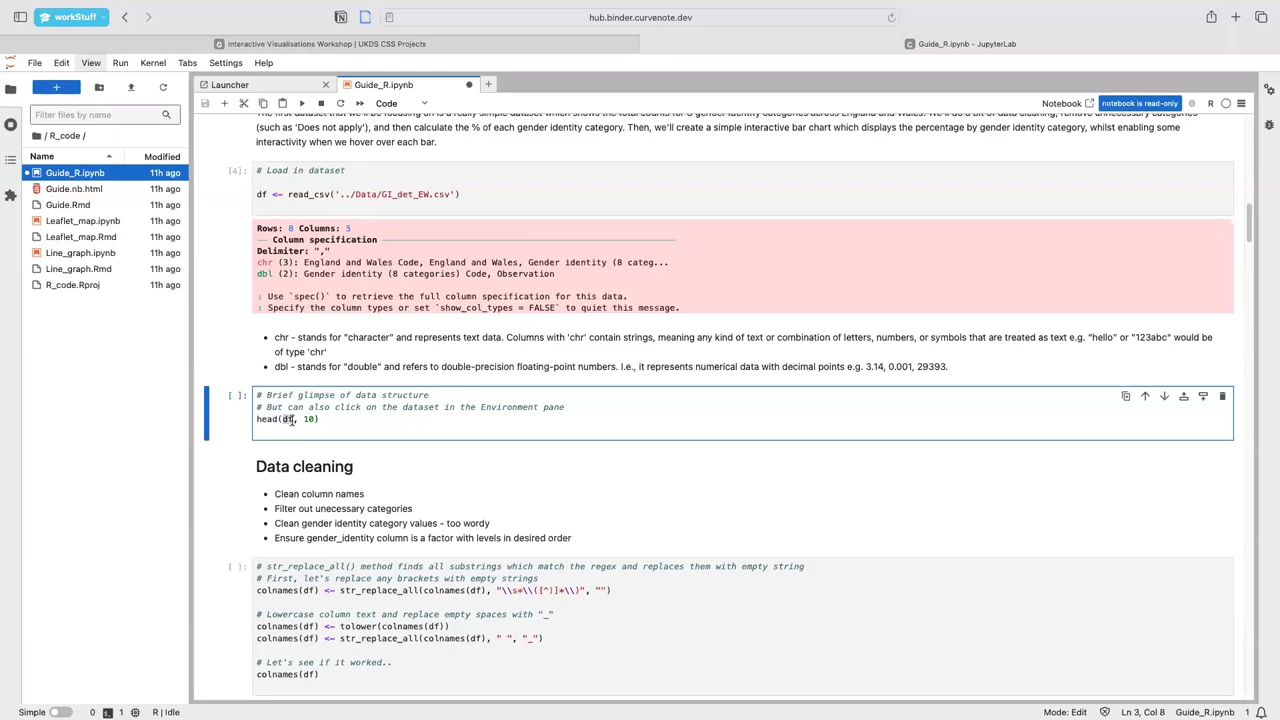 workStuff
hub.binder.curvenote.dev
Interactive Visualisations Workshop | UKDS CSS Projects
Guide_R.ipynb - JupyterLab
File Edit View Run Kernel Tabs Settings Help
Launcher
Guide_R.ipynb
Code
Notebook
notebook is read-only
R
Filter files by name
/ R_code /
Name Modified
Guide_R.ipynb 11h ago
Guide.nb.html 11h ago
Guide.Rmd 11h ago
Leaflet_map.ipynb 11h ago
Leaflet_map.Rmd 11h ago
Line_graph.ipynb 11h ago
Line_graph.Rmd 11h ago
R_code.Rproj 11h ago
(such as 'Does not apply'), and then calculate the % of each gender identity category. Then, we'll create a simple interactive bar chart which displays the percentage by gender identity category, whilst enabling some
interactivity when we hover over each bar.
[4]:
# Load in dataset
df <- read_csv('../Data/GI_det_EW.csv')
Rows: 8 Columns: 5
── Column specification ────────
Delimiter: ","
chr (3): England and Wales Code, England and Wales, Gender identity (8 categ...
dbl (2): Gender identity (8 categories) Code, Observation
Use `spec()` to retrieve the full column specification for this data.
Specify the column types or set `show_col_types = FALSE` to quiet this message.
• chr - stands for "character" and represents text data. Columns with 'chr' contain strings, meaning any kind of text or combination of letters, numbers, or symbols that are treated as text e.g. "hello" or "123abc" would be
of type 'chr'
• dbl - stands for "double" and refers to double-precision floating-point numbers. I.e., it represents numerical data with decimal points e.g. 3.14, 0.001, 29393.
[ ]:
# Brief glimpse of data structure
# But can also click on the dataset in the Environment pane
head(df, 10)
Data cleaning
• Clean column names
• Filter out unecessary categories
• Clean gender identity category values - too wordy
• Ensure gender_identity column is a factor with levels in desired order
[ ]:
# str_replace_all() method finds all substrings which match the regex and replaces them with empty string
# First, let's replace any brackets with empty strings
colnames(df) <- str_replace_all(colnames(df), "\\s*\\([^)]*\\)", "")
# Lowercase column text and replace empty spaces with "_"
colnames(df) <- tolower(colnames(df))
colnames(df) <- str_replace_all(colnames(df), " ", "_")
# Let's see if it worked..
colnames(df)
Simple 0 1 R | Idle
Mode: Edit Ln 3, Col 8 Guide_R.ipynb 1